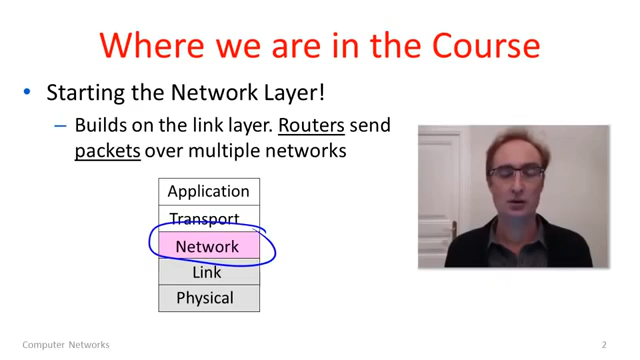 Where we are in the Course
• Starting the Network Layer!
– Builds on the link layer. Routers send
packets over multiple networks
Application
Transport
Network
Link
Physical
Computer Networks
2